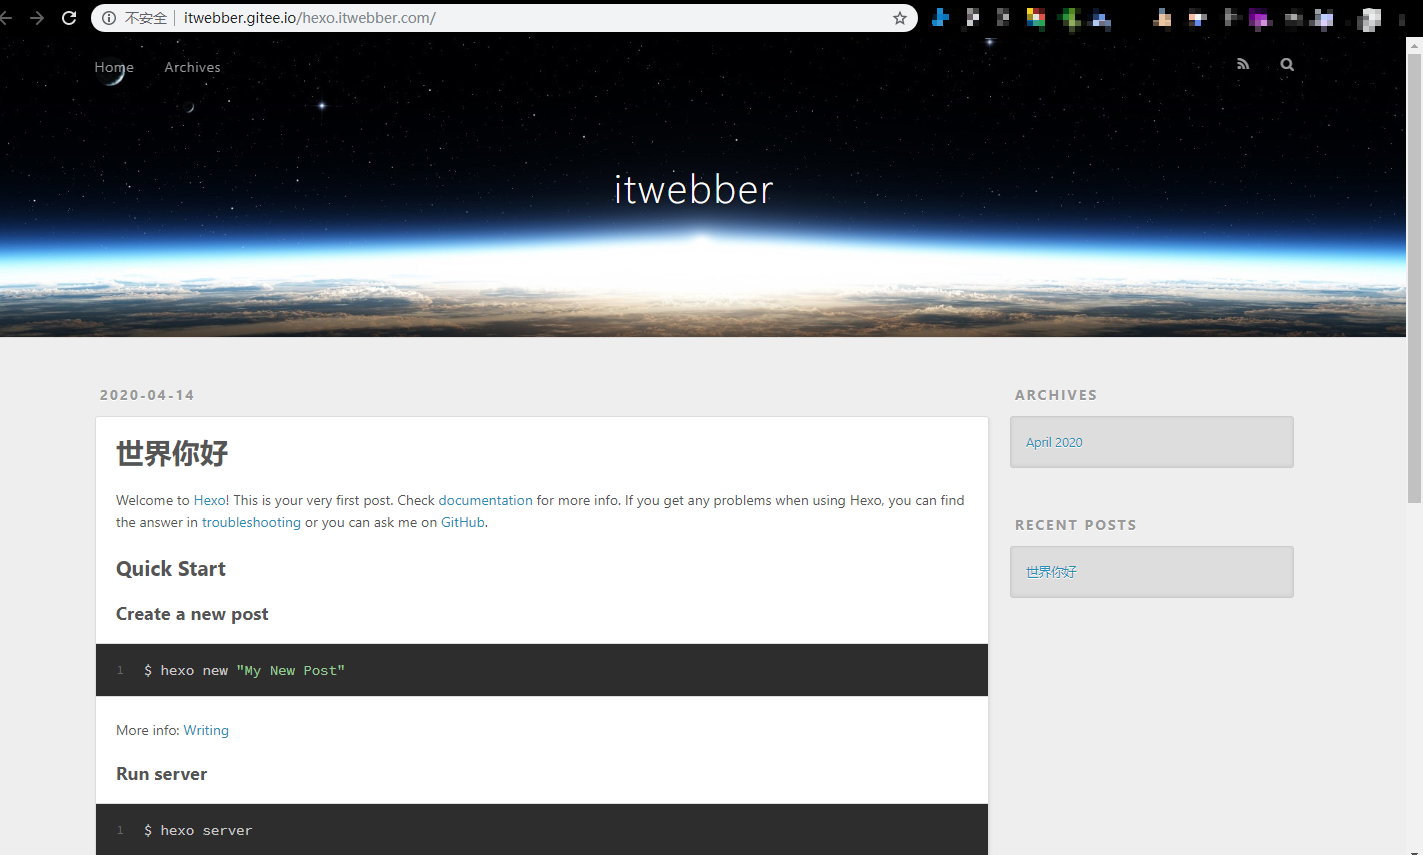 不安全 itwebber.gitee.io/hexo.itwebber.com/
Home Archives
itwebber
2020-04-14
世界你好
Welcome to Hexo! This is your very first post. Check documentation for more info. If you get any problems when using Hexo, you can find
the answer in troubleshooting or you can ask me on GitHub.
Quick Start
Create a new post
1 $ hexo new "My New Post"
More info: Writing
Run server
1 $ hexo server
ARCHIVES
April 2020
RECENT POSTS
世界你好